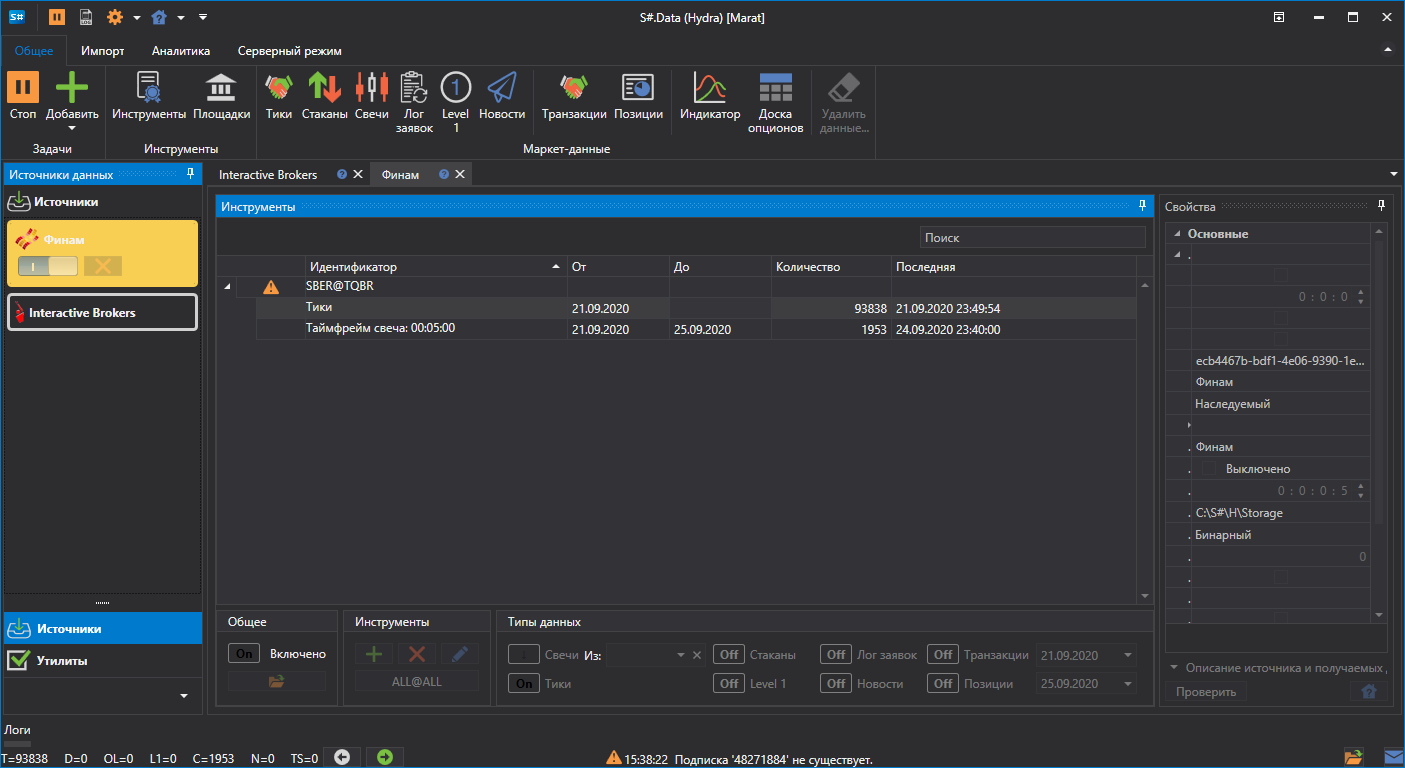 S#
LOG
S#.Data (Hydra) [Marat]
Общее Импорт Аналитика Серверный режим
Стоп Добавить Инструменты Площадки Тики Стаканы Свечи Лог заявок 1 Level 1 Новости Транзакции Позиции Индикатор Доска опционов Удалить данные...
Задачи Инструменты Маркет-данные
Источники данных
Источники
Финам
I
Interactive Brokers
Источники
Утилиты
Interactive Brokers ? Финам ?
Инструменты
Поиск
Идентификатор От До Количество Последняя
SBER@TQBR
Тики 21.09.2020 93838 21.09.2020 23:49:54
Таймфрейм свеча: 00:05:00 21.09.2020 25.09.2020 1953 24.09.2020 23:40:00
Общее Инструменты Типы данных
On Включено Свечи Из: Off Стаканы Off Лог заявок Off Транзакции 21.09.2020
ALL@ALL On Тики Off Level 1 Off Новости Off Позиции 25.09.2020
Свойства
Основные
.
0 : 0 : 0
ecb4467b-bdf1-4e06-9390-1e...
Финам
Наследуемый
. Финам
. Выключено
. 0 : 0 : 0 : 5
. C:\S#\H\Storage
. Бинарный
. 0
.
.
.
Описание источника и получаемых
Проверить
Логи
T=93838 D=0 OL=0 L1=0 C=1953 N=0 TS=0 15:38:22 Подписка '48271884' не существует.